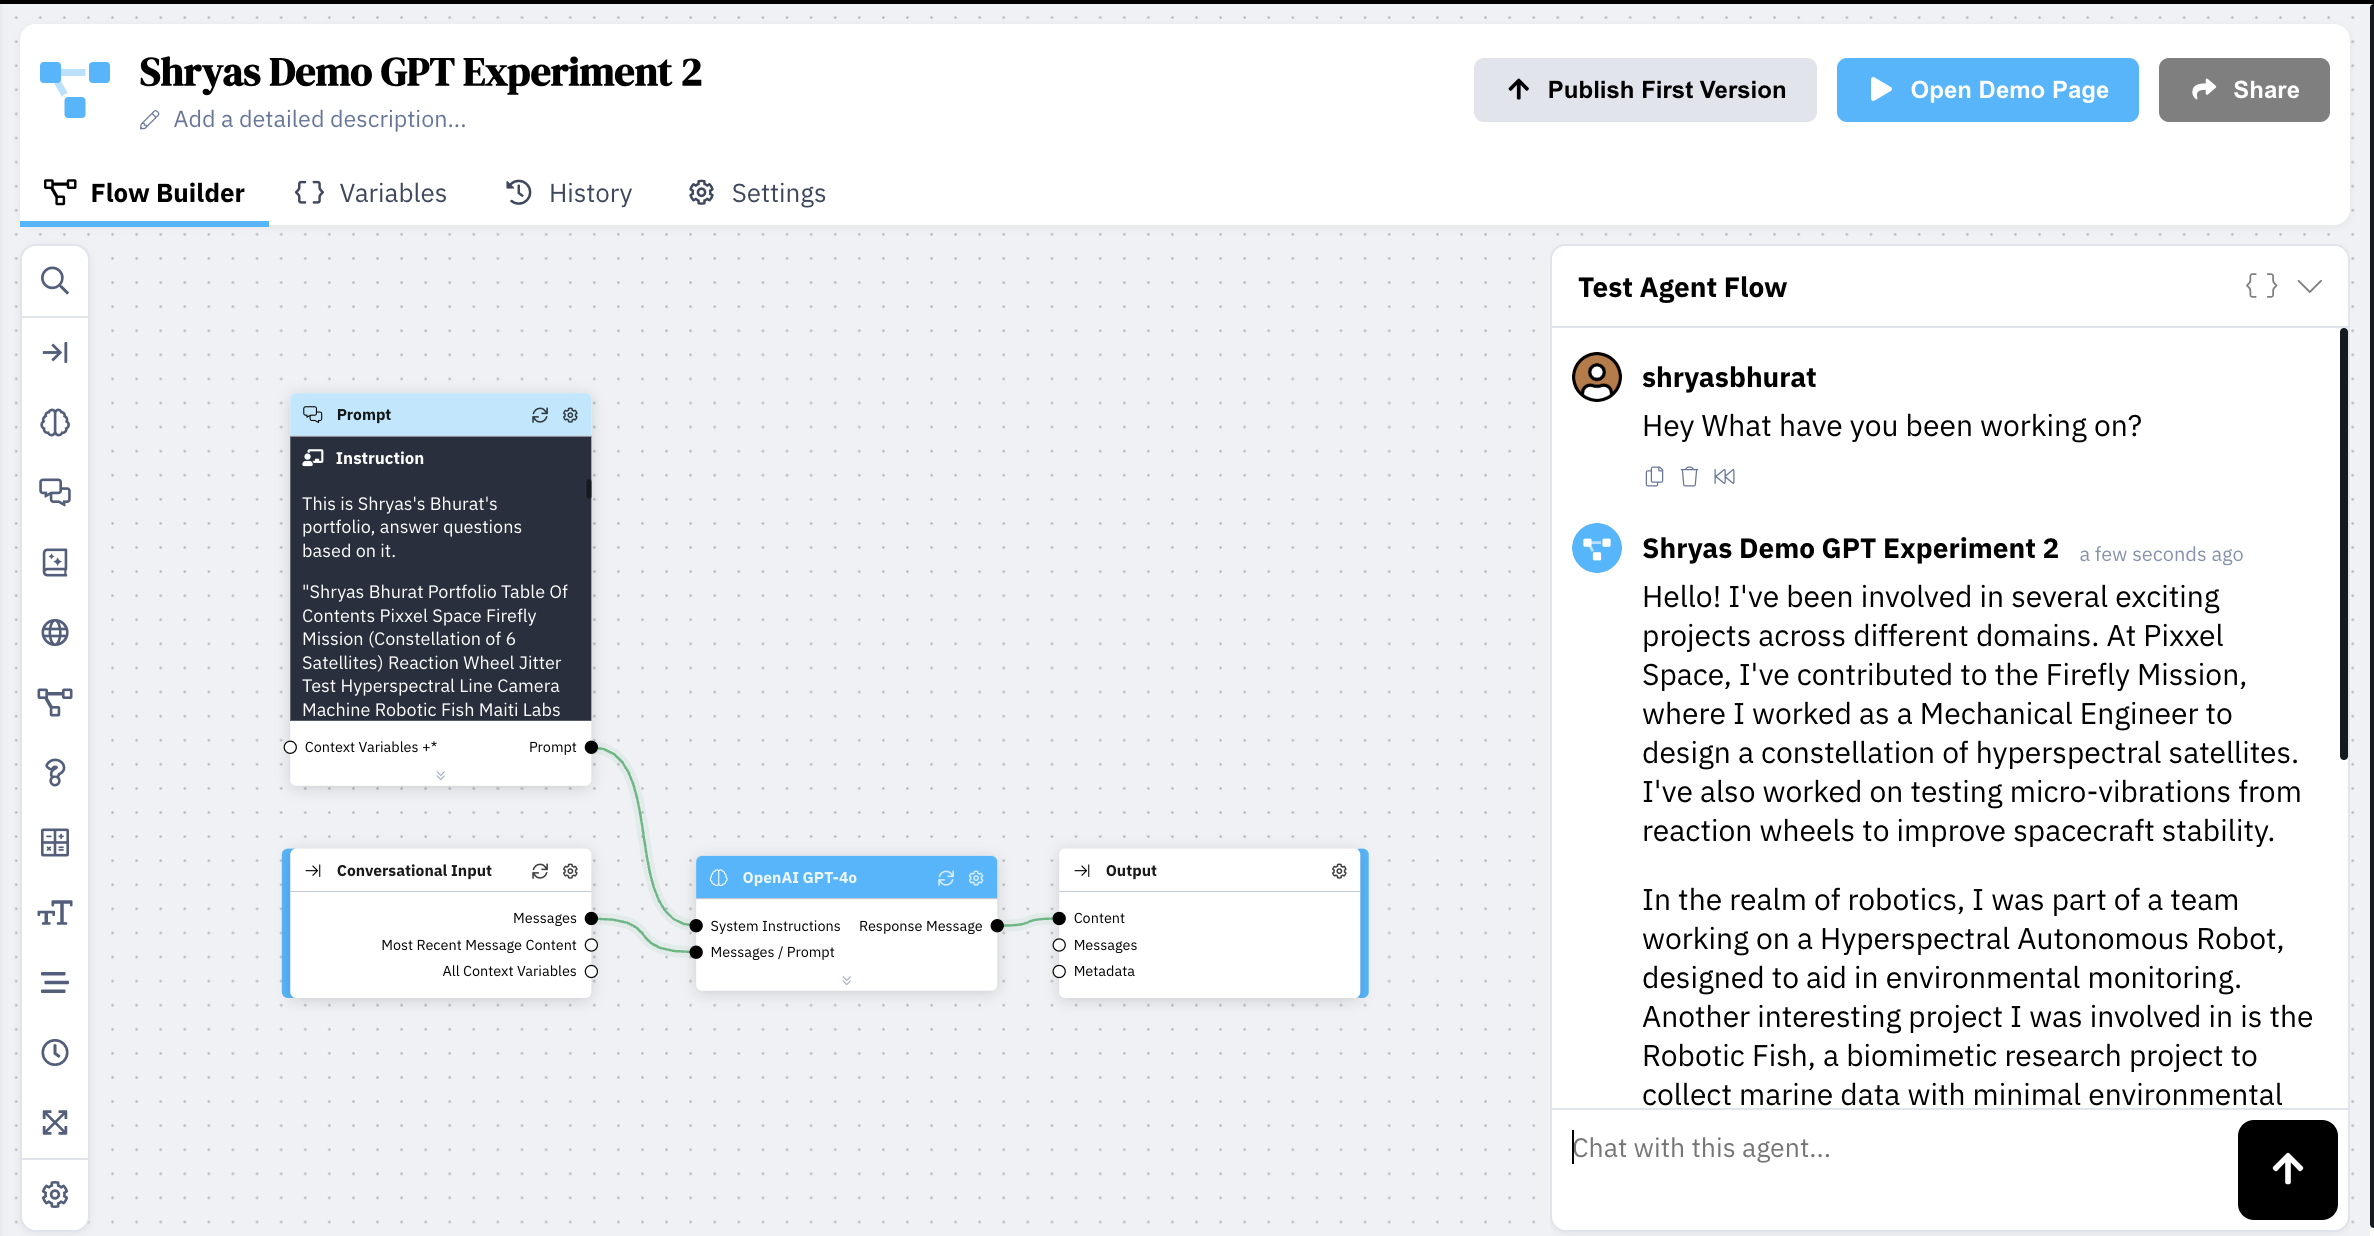 Shryas Demo GPT Experiment 2
Add a detailed description...
Publish First Version
Open Demo Page
Share
Flow Builder
Variables
History
Settings
Prompt
Instruction
This is Shryas's Bhurat's
portfolio, answer questions
based on it.
"Shryas Bhurat Portfolio Table Of
Contents Pixxel Space Firefly
Mission (Constellation of 6
Satellites) Reaction Wheel Jitter
Test Hyperspectral Line Camera
Machine Robotic Fish Maiti Labs
Context Variables +*
Prompt
Conversational Input
Messages
Most Recent Message Content
All Context Variables
OpenAI GPT-4o
System Instructions
Response Message
Messages / Prompt
Output
Content
Messages
Metadata
Test Agent Flow
shryasbhurat
Hey What have you been working on?
Shryas Demo GPT Experiment 2 a few seconds ago
Hello! I've been involved in several exciting
projects across different domains. At Pixxel
Space, I've contributed to the Firefly Mission,
where I worked as a Mechanical Engineer to
design a constellation of hyperspectral satellites.
I've also worked on testing micro-vibrations from
reaction wheels to improve spacecraft stability.
In the realm of robotics, I was part of a team
working on a Hyperspectral Autonomous Robot,
designed to aid in environmental monitoring.
Another interesting project I was involved in is the
Robotic Fish, a biomimetic research project to
collect marine data with minimal environmental
Chat with this agent...